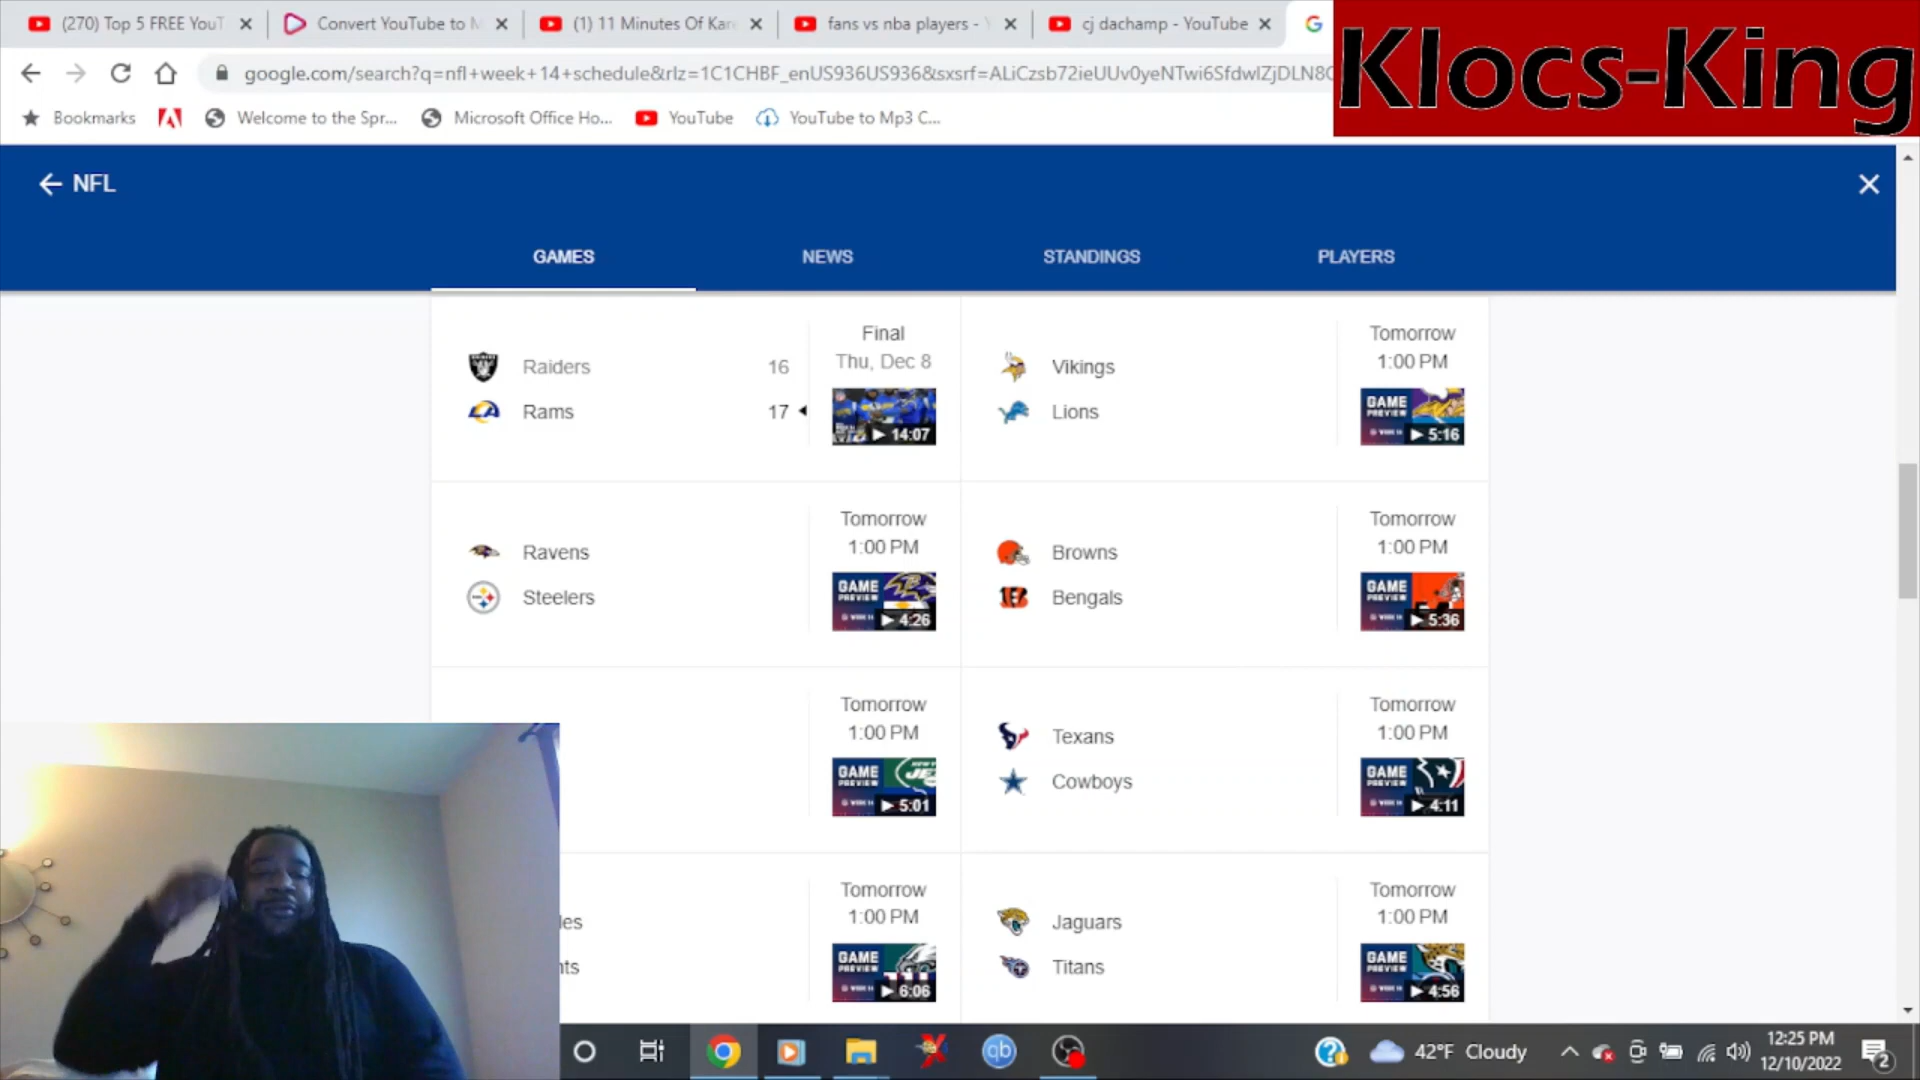 (270) Top 5 FREE YouT
Convert YouTube to M
(1) 11 Minutes Of Kar
fans vs nba players - Y
cj dachamp - YouTube
Klocs-King
google.com/search?q=nfl+week+14+schedule&rlz=1C1CHBF_enUS936US936&sxsrf=ALiCzsb72ieUUv0yeNTwi6SfdwIZjDLN8C
Bookmarks
Welcome to the Spr...
Microsoft Office Ho...
YouTube
YouTube to Mp3 C...
NFL
GAMES
NEWS
STANDINGS
PLAYERS
Raiders 16
Rams 17
Final
Thu, Dec 8
14:07
Vikings
Lions
Tomorrow
1:00 PM
GAME
PREVIEW
5:16
Ravens
Steelers
Tomorrow
1:00 PM
GAME
PREVIEW
4:26
Browns
Bengals
Tomorrow
1:00 PM
GAME
PREVIEW
5:36
Tomorrow
1:00 PM
GAME
PREVIEW
5:01
Texans
Cowboys
Tomorrow
1:00 PM
GAME
PREVIEW
4:11
les
nts
Tomorrow
1:00 PM
GAME
PREVIEW
6:06
Jaguars
Titans
Tomorrow
1:00 PM
GAME
PREVIEW
4:56
qb
42°F Cloudy
12:25 PM
12/10/2022
2